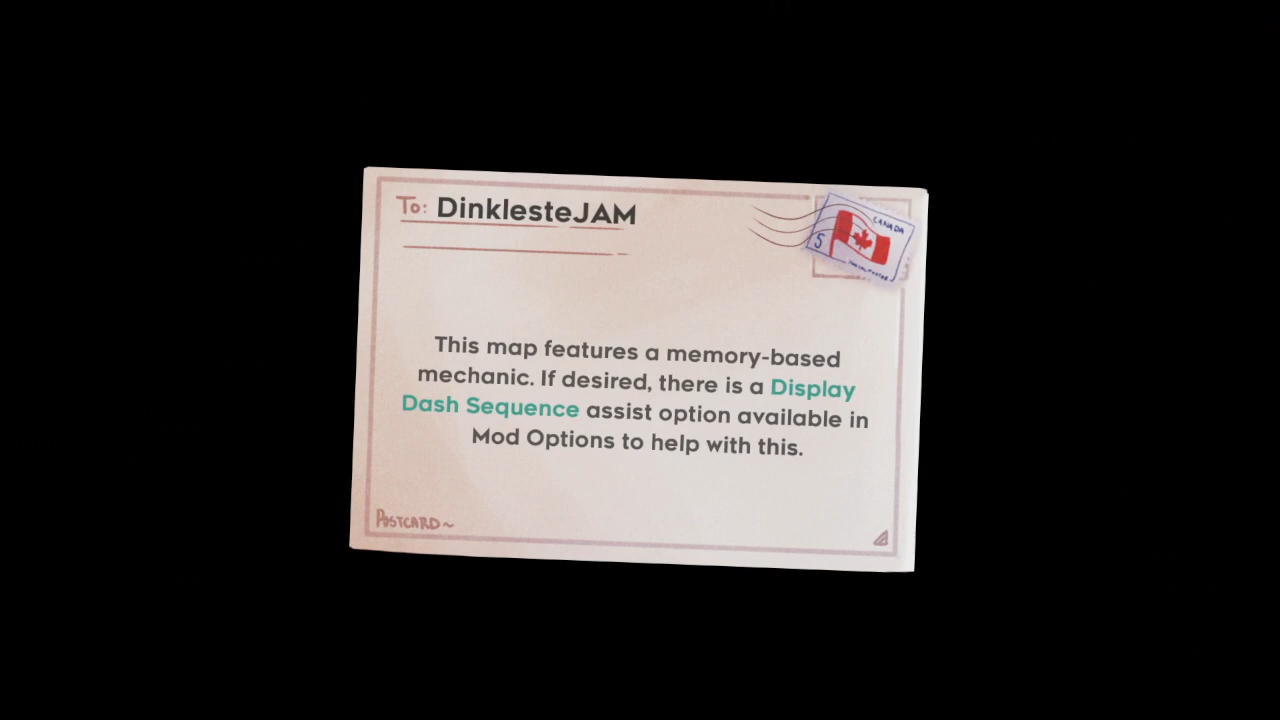 To: DinklesteJAM
CANADA
5
This map features a memory-based
mechanic. If desired, there is a Display
Dash Sequence assist option available in
Mod Options to help with this.
POSTCARD~